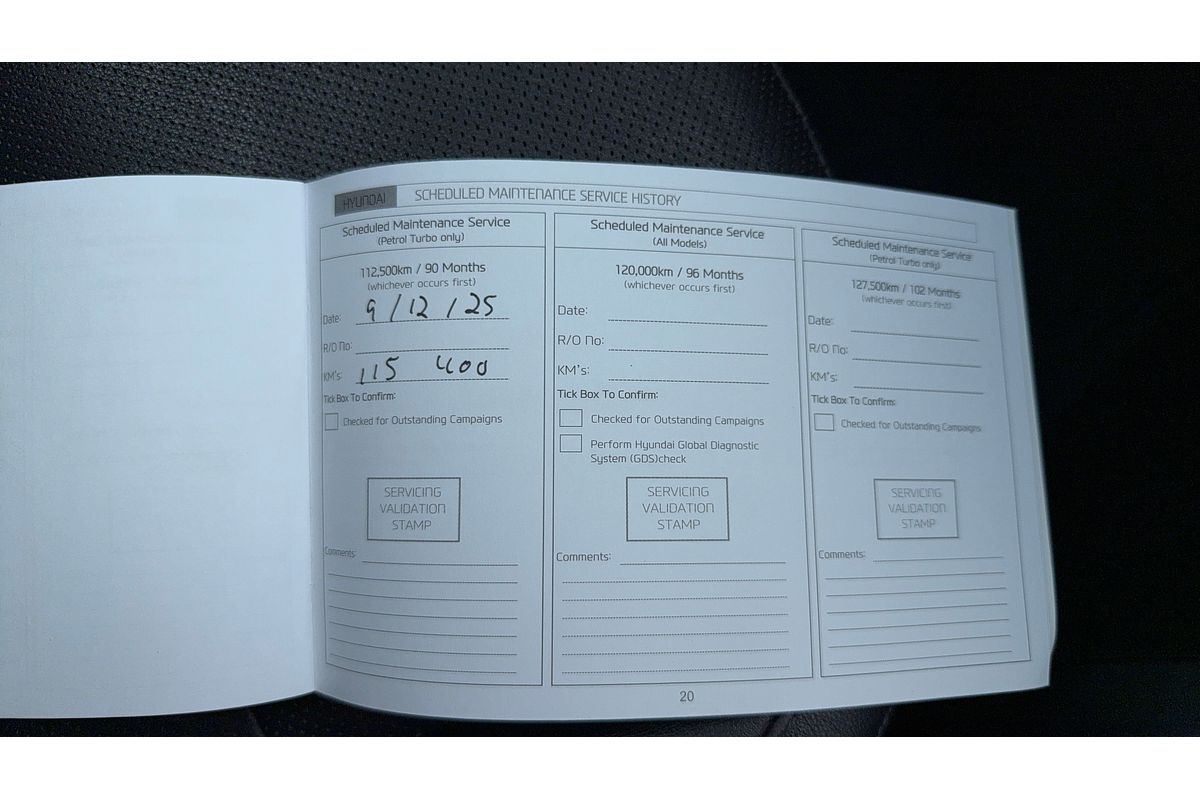 HYUNDAI SCHEDULED MAINTENANCE SERVICE HISTORY
Scheduled Maintenance Service
(Petrol Turbo only)
112,500km / 90 Months
(whichever occurs first)
Date: 9/12/25
R/O No:
KM's: 115 400
Tick Box To Confirm:
Checked for Outstanding Campaigns
SERVICING
VALIDATION
STAMP
Comments:
Scheduled Maintenance Service
(All Models)
120,000km / 96 Months
(whichever occurs first)
Date:
R/O No:
KM's:
Tick Box To Confirm:
Checked for Outstanding Campaigns
Perform Hyundai Global Diagnostic
System (GDS)check
SERVICING
VALIDATION
STAMP
Comments:
Scheduled Maintenance Service
(Petrol Turbo only)
127,500km / 102 Months
(whichever occurs first)
Date:
R/O No:
KM's:
Tick Box To Confirm:
Checked for Outstanding Campaigns
SERVICING
VALIDATION
STAMP
Comments:
20